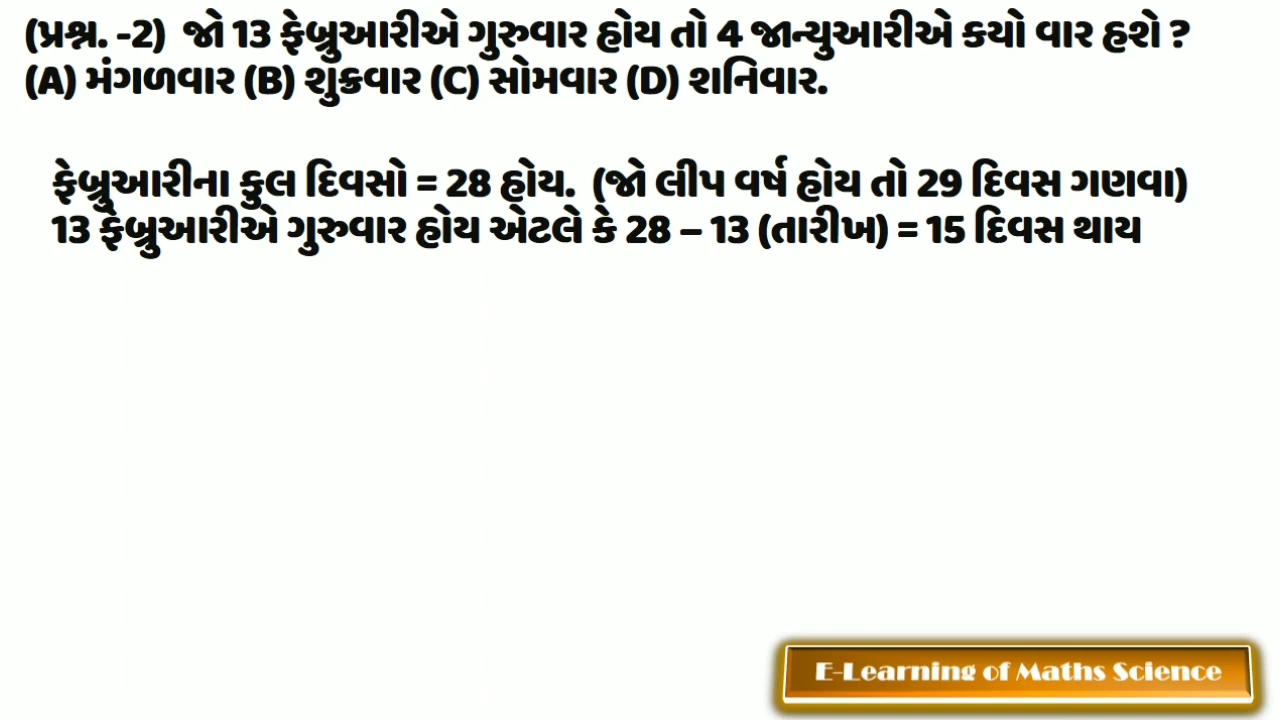 (પ્રશ્ન. -2) જો 13 ફેબ્રુઆરીએ ગુરુવાર હોય તો 4 જાન્યુઆરીએ કયો વાર હશે ?
(A) મંગળવાર (B) શુક્રવાર (C) સોમવાર (D) શનિવાર.
ફેબ્રુઆરીના કુલ દિવસો = 28 હોય. (જો લીપ વર્ષ હોય તો 29 દિવસ ગણવા)
13 ફેબ્રુઆરીએ ગુરુવાર હોય એટલે કે 28 – 13 (તારીખ) = 15 દિવસ થાય
E-Learning of Maths Science